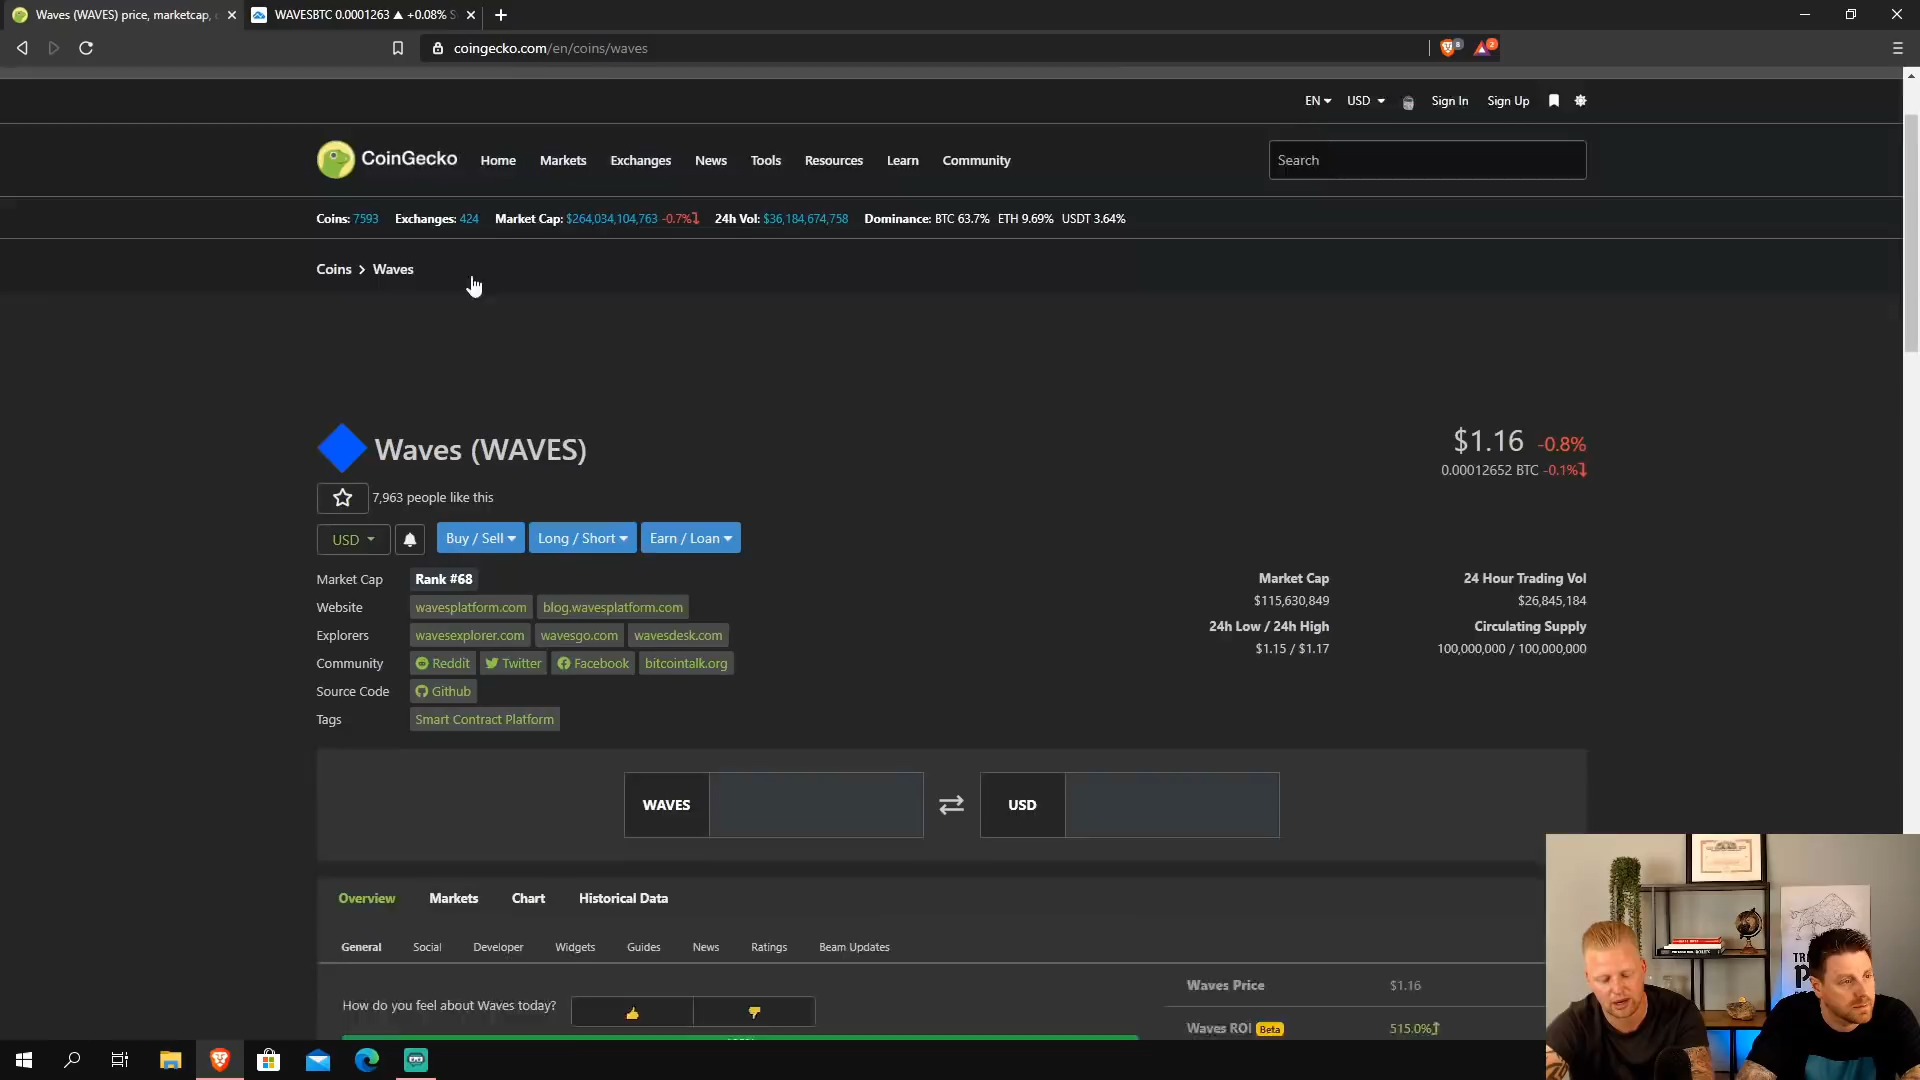 Waves (WAVES) price, marketcap,
WAVESBTC 0.0001263 ▲ +0.08%
coingecko.com/en/coins/waves
8
2
EN USD Sign In Sign Up
CoinGecko Home Markets Exchanges News Tools Resources Learn Community Search
Coins: 7593 Exchanges: 424 Market Cap: $264,034,104,763 -0.7% 24h Vol: $36,184,674,758 Dominance: BTC 63.7% ETH 9.69% USDT 3.64%
Coins > Waves
Waves (WAVES)
$1.16 -0.8%
0.00012652 BTC -0.1%
7,963 people like this
USD Buy / Sell Long / Short Earn / Loan
Market Cap Rank #68
Website wavesplatform.com blog.wavesplatform.com
Explorers wavesexplorer.com wavesgo.com wavesdesk.com
Community Reddit Twitter Facebook bitcointalk.org
Source Code Github
Tags Smart Contract Platform
Market Cap 24 Hour Trading Vol
$115,630,849 $26,845,184
24h Low / 24h High Circulating Supply
$1.15 / $1.17 100,000,000 / 100,000,000
WAVES USD
Overview Markets Chart Historical Data
General Social Developer Widgets Guides News Ratings Beam Updates
How do you feel about Waves today?
Waves Price $1.16
Waves ROI Beta 515.0%